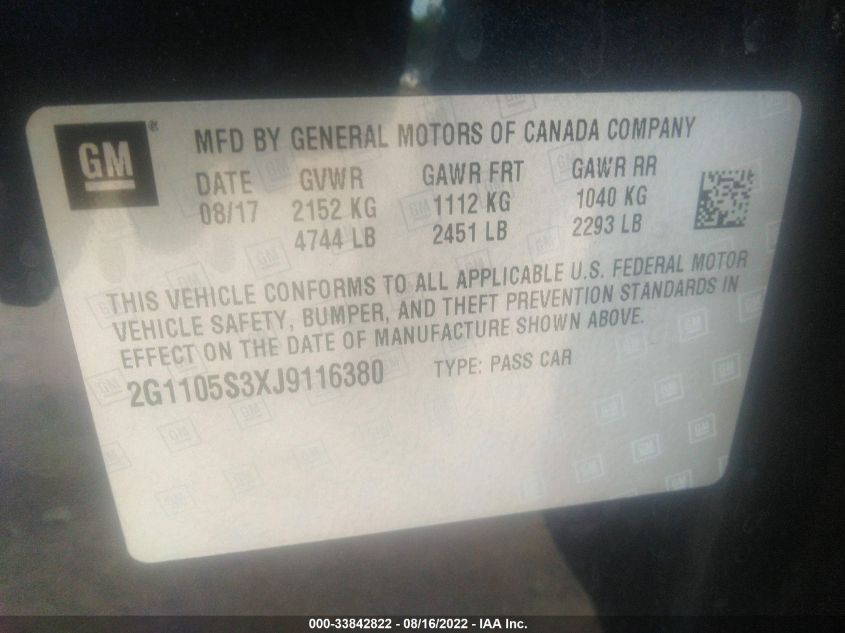 GM®
MFD BY GENERAL MOTORS OF CANADA COMPANY
DATE GVWR GAWR FRT GAWR RR
08/17 2152 KG 1112 KG 1040 KG
4744 LB 2451 LB 2293 LB
THIS VEHICLE CONFORMS TO ALL APPLICABLE U.S. FEDERAL MOTOR
VEHICLE SAFETY, BUMPER, AND THEFT PREVENTION STANDARDS IN
EFFECT ON THE DATE OF MANUFACTURE SHOWN ABOVE.
2G1105S3XJ9116380 TYPE: PASS CAR
000-33842822 - 08/16/2022 - IAA Inc.